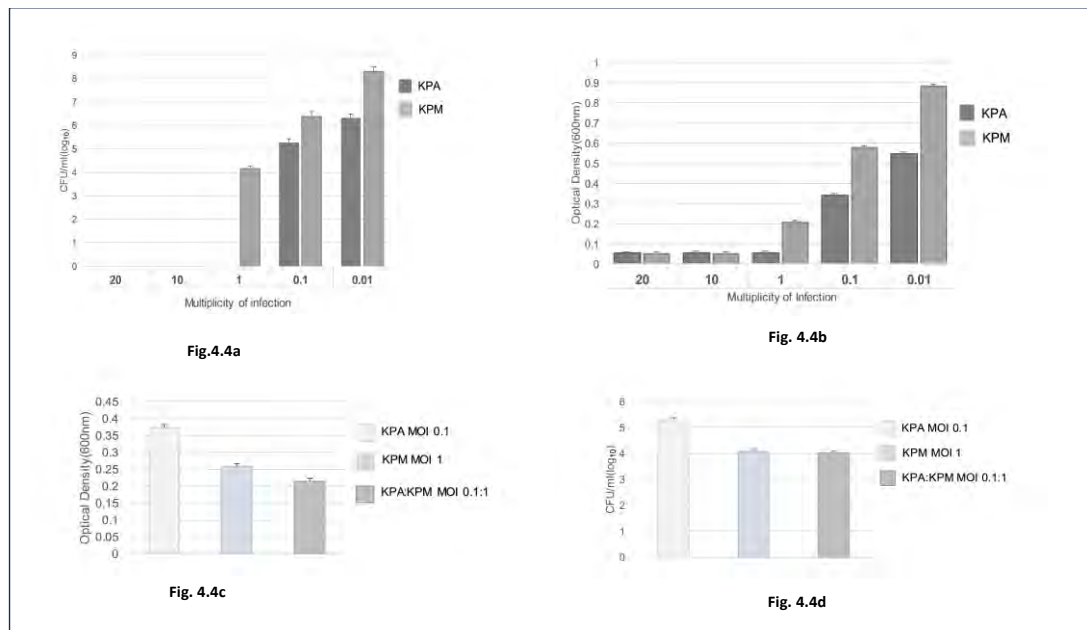 9
8
7
6
5
4
3
2
1
0
CFU/ml(log₁₀)
20 10 1 0.1 0.01
Multiplicity of infection
KPA
KPM
Fig.4.4a
1
0.9
0.8
0.7
0.6
0.5
0.4
0.3
0.2
0.1
0
Optical Density(600nm)
20 10 1 0.1 0.01
Multiplicity of Infection
KPA
KPM
Fig. 4.4b
0.45
0.4
0.35
0.3
0.25
0.2
0.15
0.1
0.05
0
Optical Density(600nm)
KPA MOI 0.1
KPM MOI 1
KPA:KPM MOI 0.1:1
Fig. 4.4c
6
5
4
3
2
1
0
CFU/ml(log₁₀)
KPA MOI 0.1
KPM MOI 1
KPA:KPM MOI 0.1:1
Fig. 4.4d